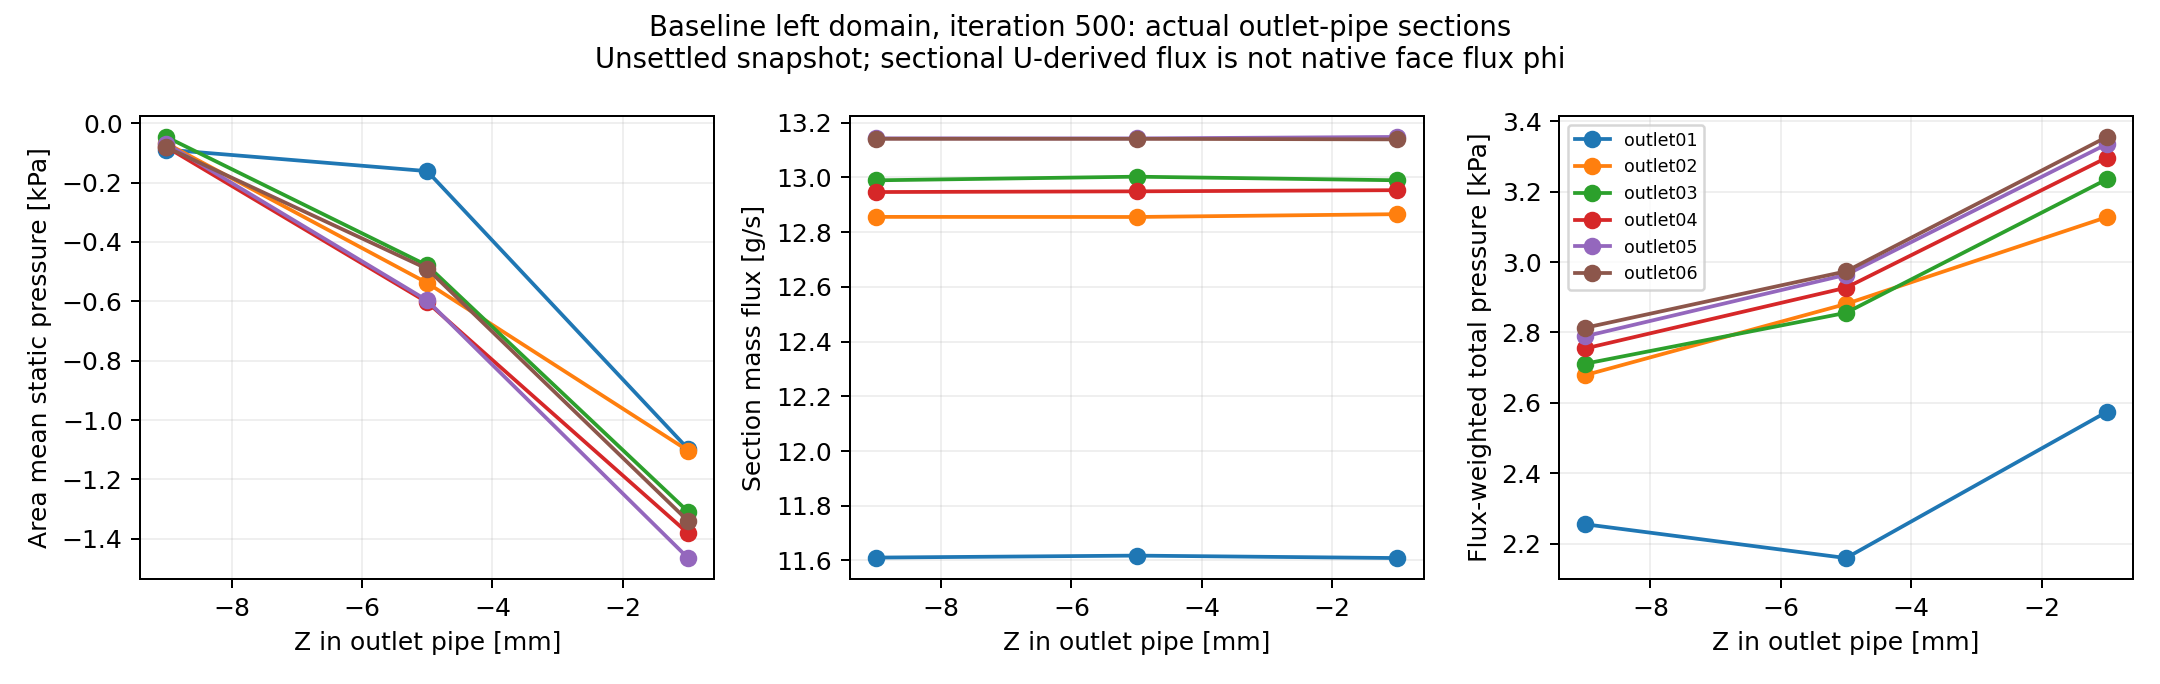 Baseline left domain, iteration 500: actual outlet-pipe sections
Unsettled snapshot; sectional U-derived flux is not native face flux phi
Area mean static pressure [kPa]
0.0
−0.2
−0.4
−0.6
−0.8
−1.0
−1.2
−1.4
−8
−6
−4
−2
Z in outlet pipe [mm]
Section mass flux [g/s]
13.2
13.0
12.8
12.6
12.4
12.2
12.0
11.8
11.6
−8
−6
−4
−2
Z in outlet pipe [mm]
Flux-weighted total pressure [kPa]
3.4
3.2
3.0
2.8
2.6
2.4
2.2
outlet01
outlet02
outlet03
outlet04
outlet05
outlet06
−8
−6
−4
−2
Z in outlet pipe [mm]